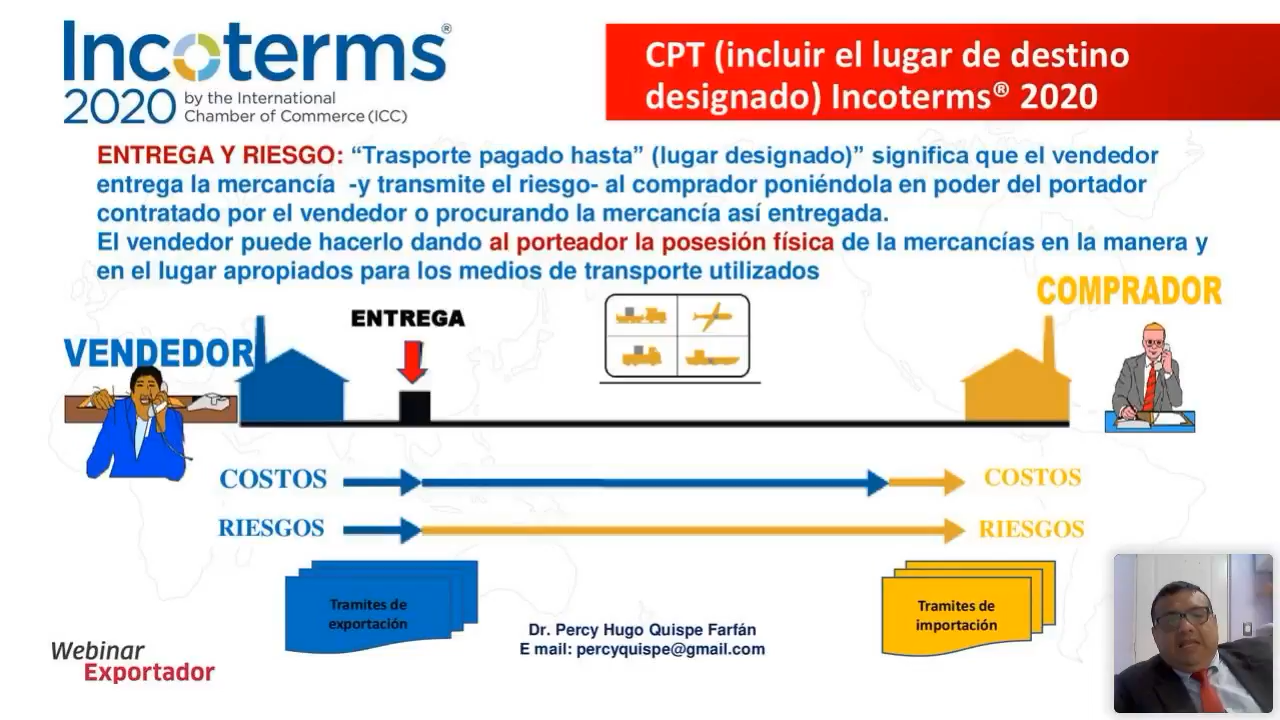 Incoterms®
2020 by the International
Chamber of Commerce (ICC)
CPT (incluir el lugar de destino
designado) Incoterms® 2020
ENTREGA Y RIESGO: “Trasporte pagado hasta” (lugar designado)” significa que el vendedor
entrega la mercancía -y transmite el riesgo- al comprador poniéndola en poder del portador
contratado por el vendedor o procurando la mercancía así entregada.
El vendedor puede hacerlo dando al porteador la posesión física de la mercancías en la manera y
en el lugar apropiados para los medios de transporte utilizados
COMPRADOR
ENTREGA
VENDEDOR
COSTOS
COSTOS
RIESGOS
RIESGOS
Tramites de
exportación
Tramites de
importación
Dr. Percy Hugo Quispe Farfán
E mail: percyquispe@gmail.com
Webinar
Exportador